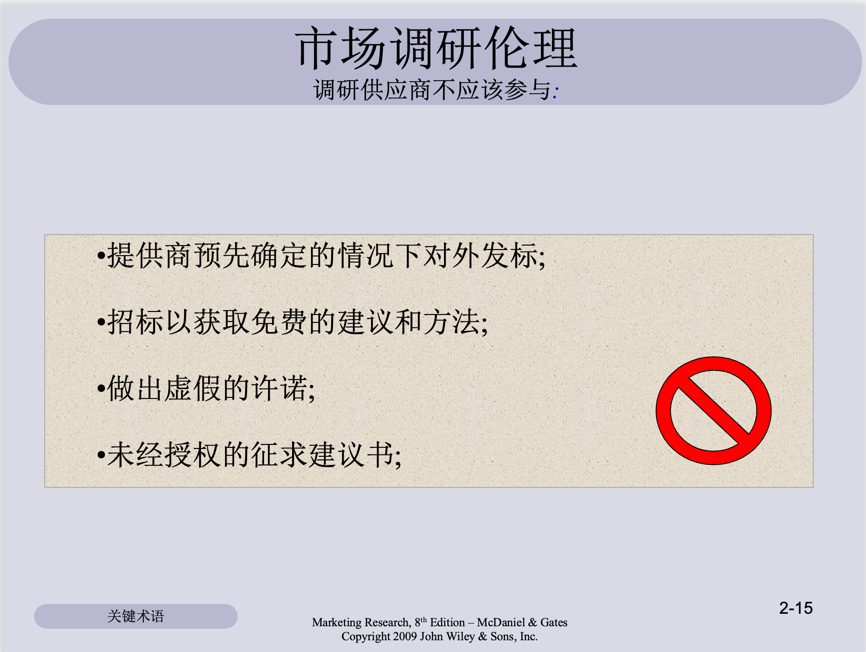 市场调研伦理
调研供应商不应该参与:
•提供商预先确定的情况下对外发标;
•招标以获取免费的建议和方法;
•做出虚假的许诺;
•未经授权的征求建议书;
关键术语
Marketing Research, 8th Edition – McDaniel & Gates
Copyright 2009 John Wiley & Sons, Inc.
2-15